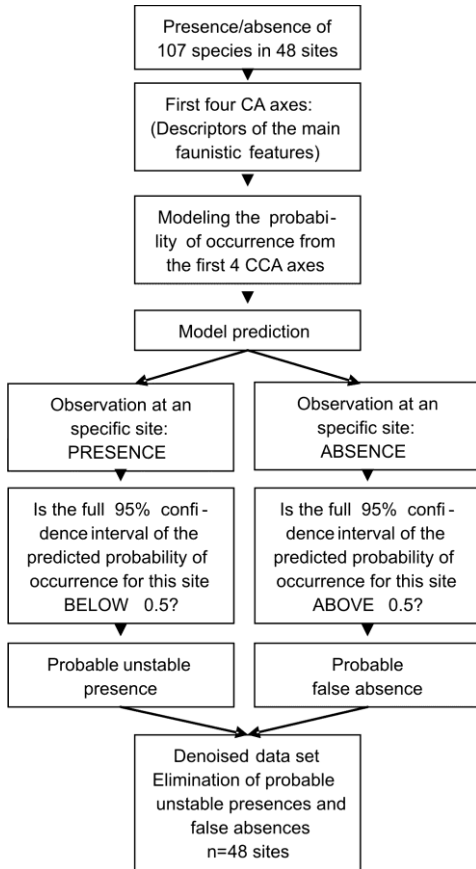 Presence/absence of
107 species in 48 sites
First four CA axes:
(Descriptors of the main
faunistic features)
Modeling the probabi-
lity of occurrence from
the first 4 CCA axes
Model prediction
Observation at an
specific site:
PRESENCE
Observation at an
specific site:
ABSENCE
Is the full 95% confi-
dence interval of the
predicted probability of
occurrence for this site
BELOW 0.5?
Is the full 95% confi-
dence interval of the
predicted probability of
occurrence for this site
ABOVE 0.5?
Probable unstable
presence
Probable
false absence
Denoised data set
Elimination of probable
unstable presences and
false absences
n=48 sites